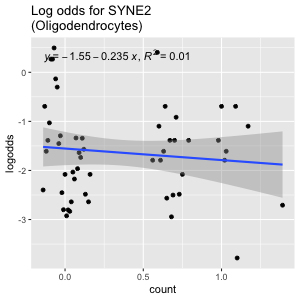 Log odds for SYNE2
(Oligodendrocytes)
y = −1.55 − 0.235 x, R² = 0.01
0
-1
-2
-3
logodds
0.0 0.5 1.0
count